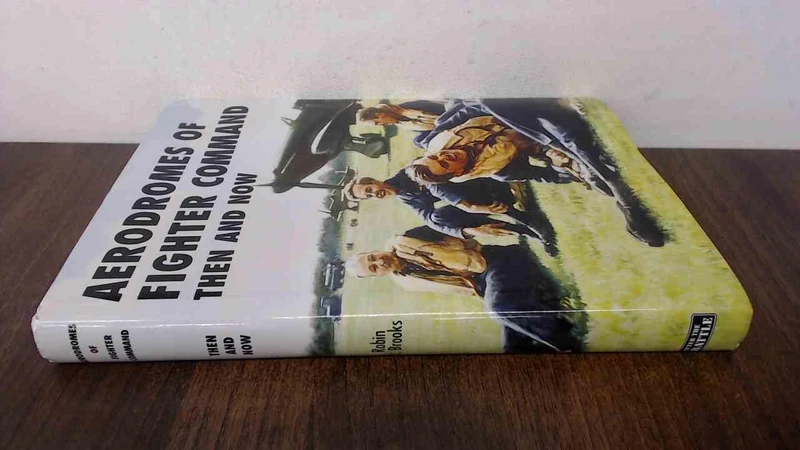 AERODROMES OF
FIGHTER COMMAND
THEN AND NOW
AERODROMES
OF
FIGHTER
COMMAND
THEN
AND
NOW
Robin
Brooks
AFTER THE
BATTLE